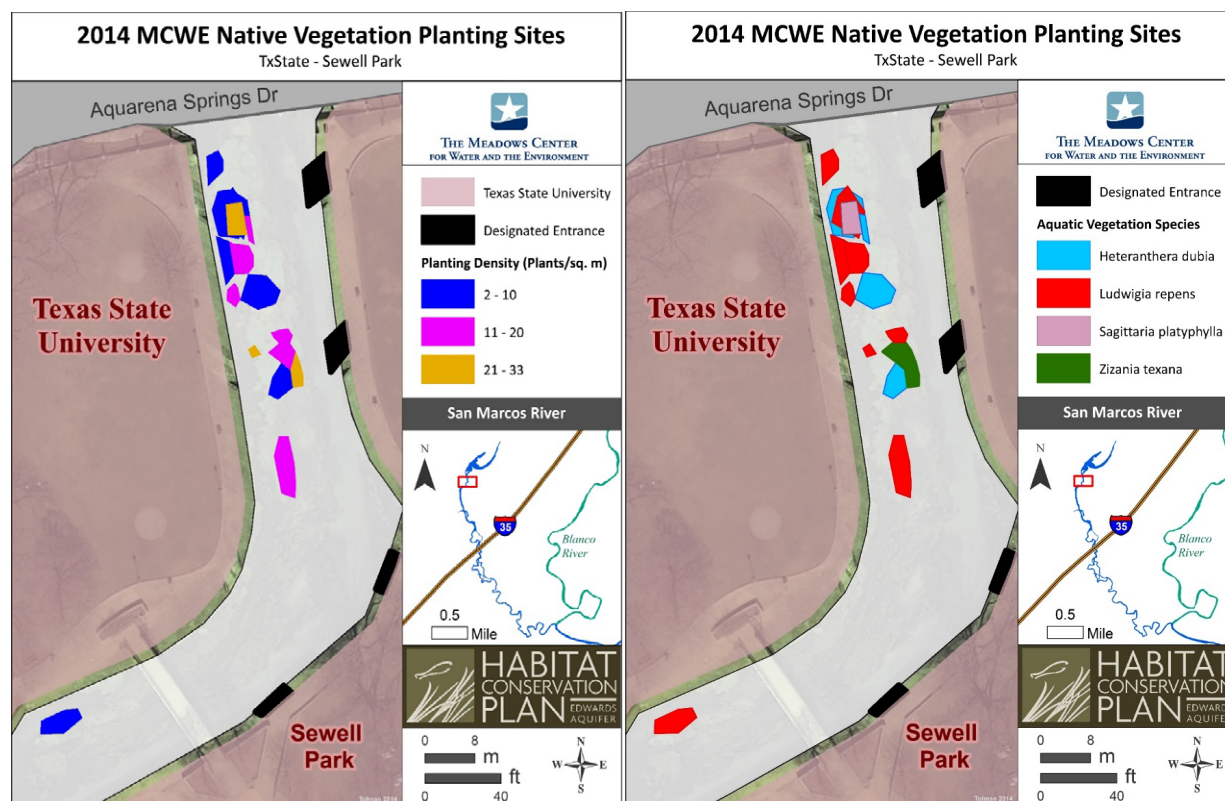 2014 MCWE Native Vegetation Planting Sites
TxState - Sewell Park
Aquarena Springs Dr
Texas State
University
Sewell
Park
Tolman 2014
THE MEADOWS CENTER
FOR WATER AND THE ENVIRONMENT
Texas State University
Designated Entrance
Planting Density (Plants/sq. m)
2 - 10
11 - 20
21 - 33
San Marcos River
N
35
Blanco
River
0.5
Mile
HABITAT
CONSERVATION
PLAN
EDWARDS
AQUIFER
0 8
m
ft
0 40
N
W E
S
2014 MCWE Native Vegetation Planting Sites
TxState - Sewell Park
Aquarena Springs Dr
Texas State
University
Sewell
Park
Tolman 2014
THE MEADOWS CENTER
FOR WATER AND THE ENVIRONMENT
Designated Entrance
Aquatic Vegetation Species
Heteranthera dubia
Ludwigia repens
Sagittaria platyphylla
Zizania texana
San Marcos River
N
35
Blanco
River
0.5
Mile
HABITAT
CONSERVATION
PLAN
EDWARDS
AQUIFER
0 8
m
ft
0 40
N
W E
S